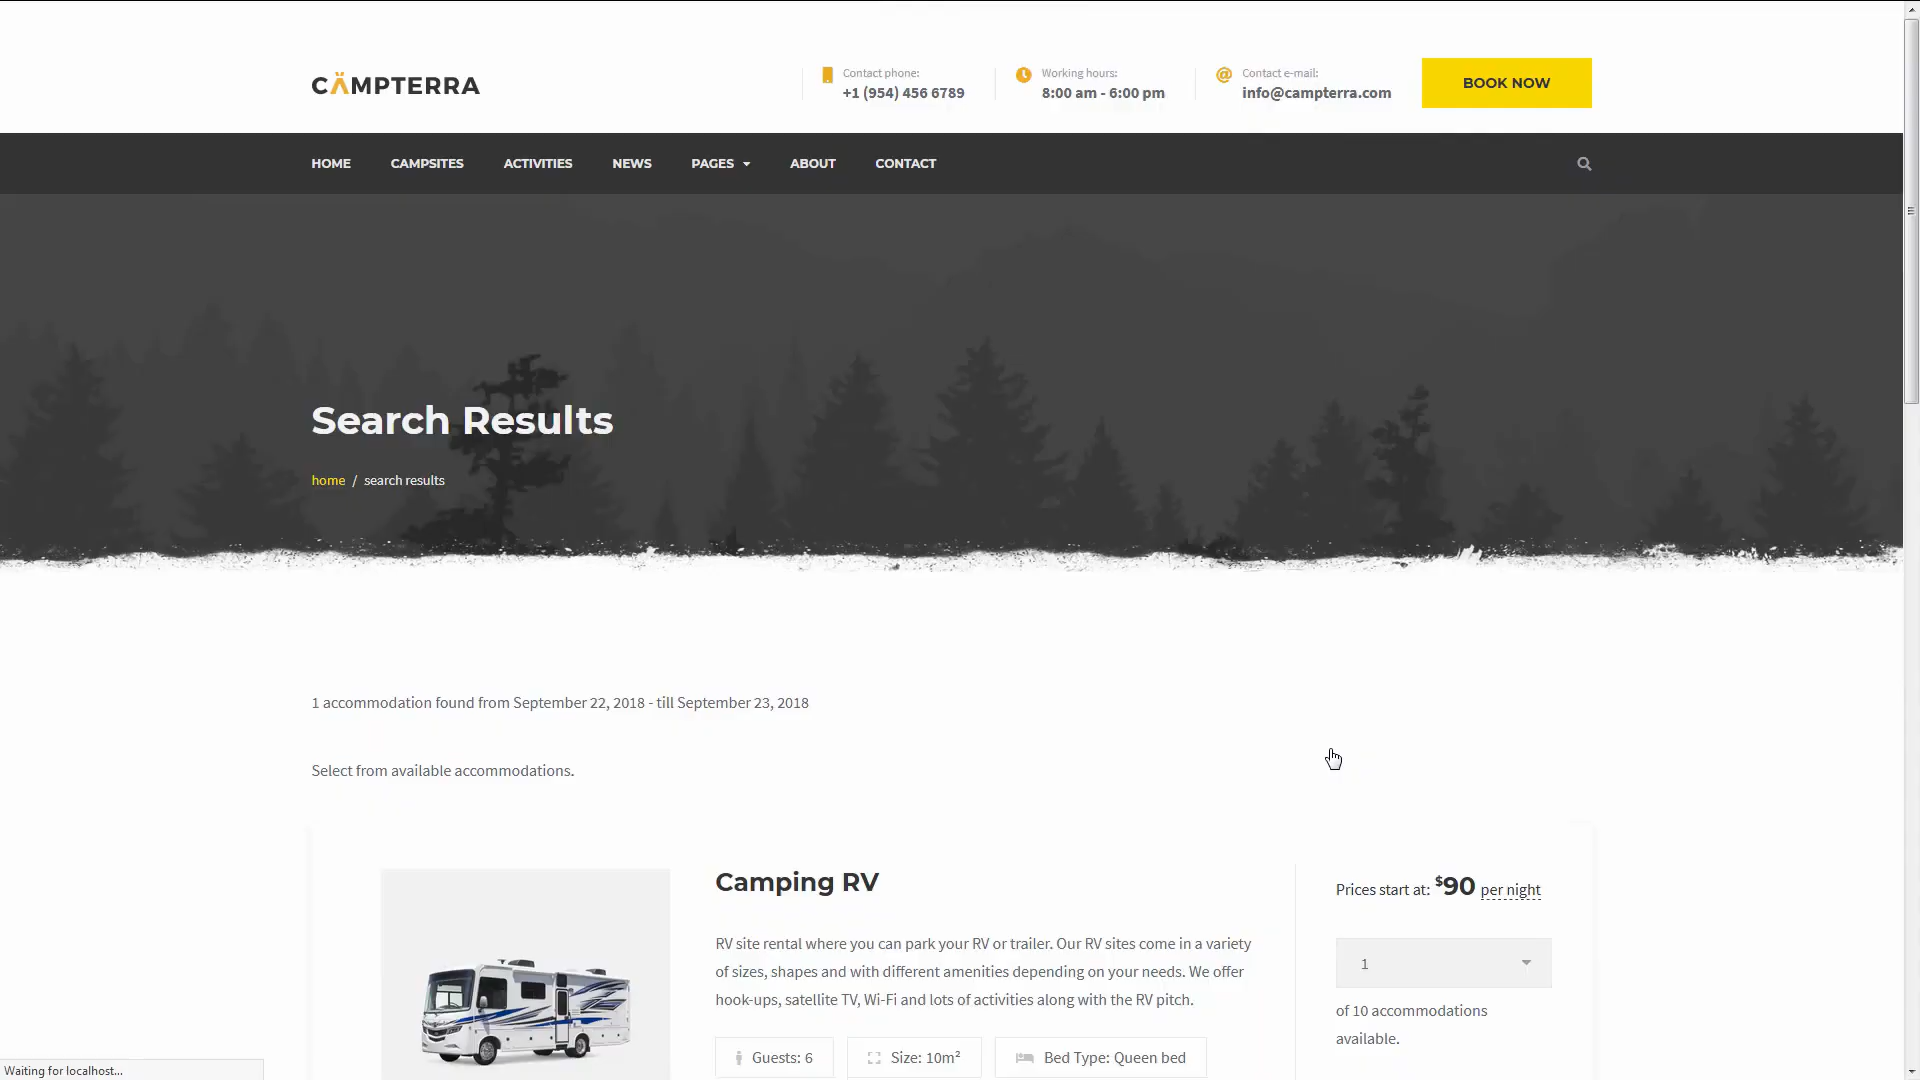 CAMPTERRA
Contact phone:
+1 (954) 456 6789
Working hours:
8:00 am - 6:00 pm
Contact e-mail:
info@campterra.com
BOOK NOW
HOME
CAMPSITES
ACTIVITIES
NEWS
PAGES
ABOUT
CONTACT
Search Results
home / search results
1 accommodation found from September 22, 2018 - till September 23, 2018
Select from available accommodations.
Camping RV
RV site rental where you can park your RV or trailer. Our RV sites come in a variety
of sizes, shapes and with different amenities depending on your needs. We offer
hook-ups, satellite TV, Wi-Fi and lots of activities along with the RV pitch.
Guests: 6
Size: 10m²
Bed Type: Queen bed
Prices start at: $90 per night
1
of 10 accommodations
available.
Waiting for localhost...